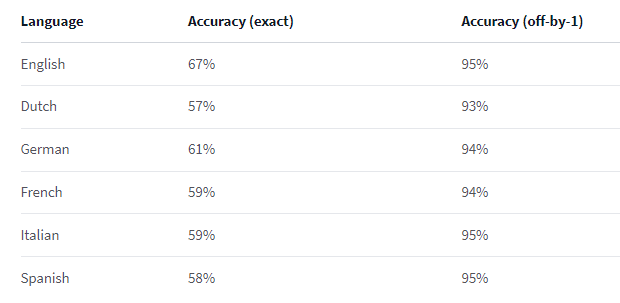 Language Accuracy (exact) Accuracy (off-by-1)
English 67% 95%
Dutch 57% 93%
German 61% 94%
French 59% 94%
Italian 59% 95%
Spanish 58% 95%